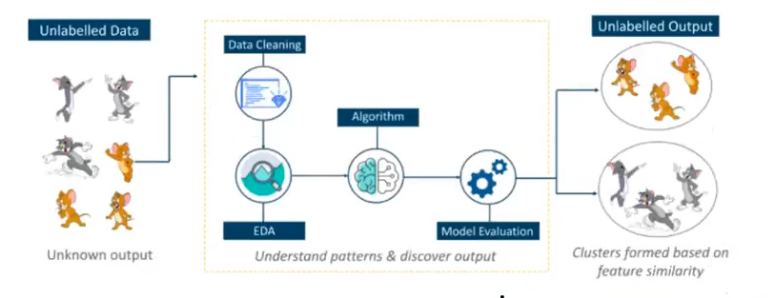 Unlabelled Data
Unlabelled Output
Data Cleaning
Algorithm
EDA
Model Evaluation
Unknown output
Understand patterns & discover output
Clusters formed based on
feature similarity